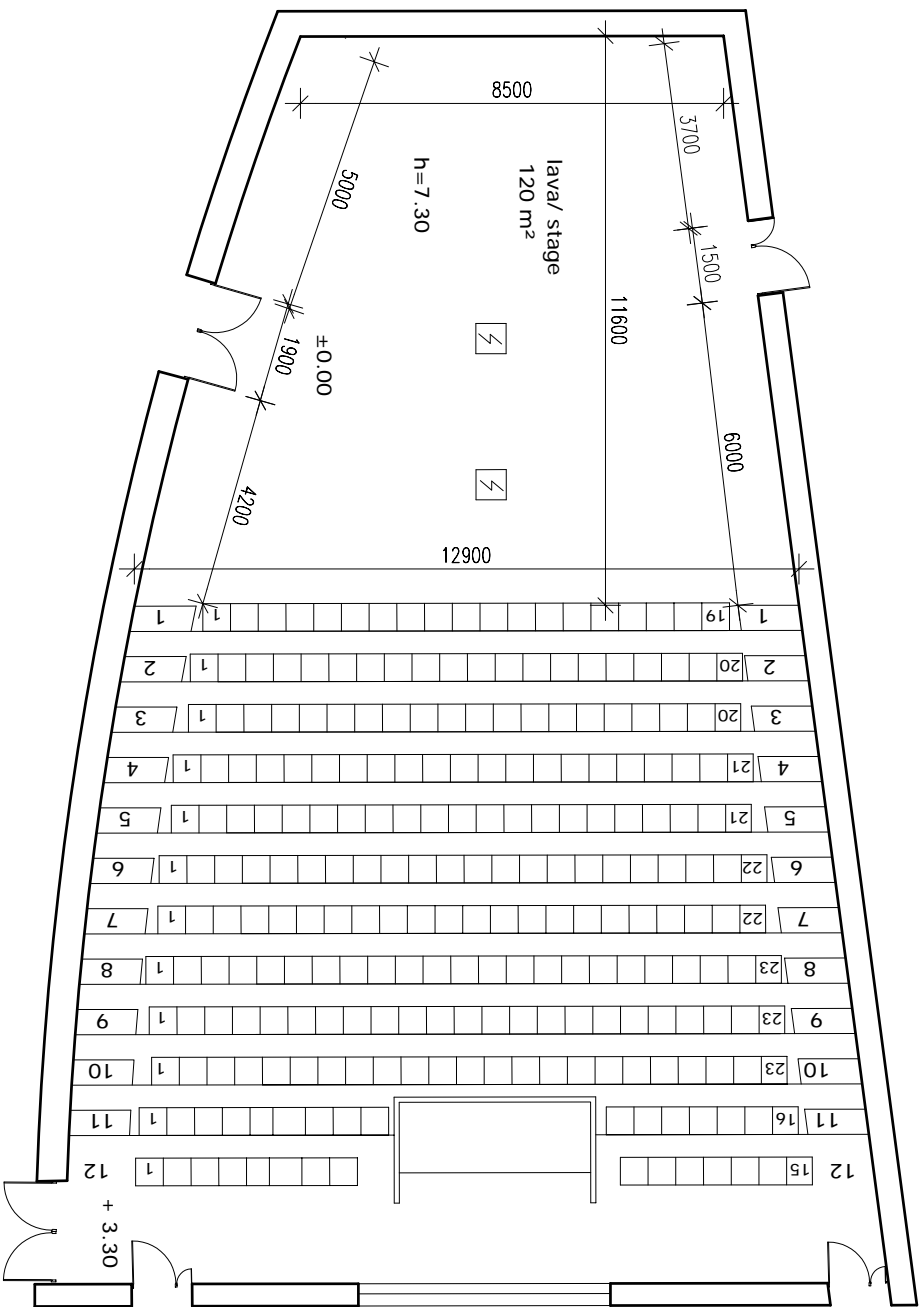 8500
3700
5000
h=7.30
lava/ stage
120 m²
1500
11600
±0.00
1900
6000
4200
12900
1 1 19 1
2 1 20 2
3 1 20 3
4 1 21 4
5 1 21 5
6 1 22 6
7 1 22 7
8 1 23 8
9 1 23 9
10 1 23 10
11 1 16 11
12 1 15 12
+ 3.30